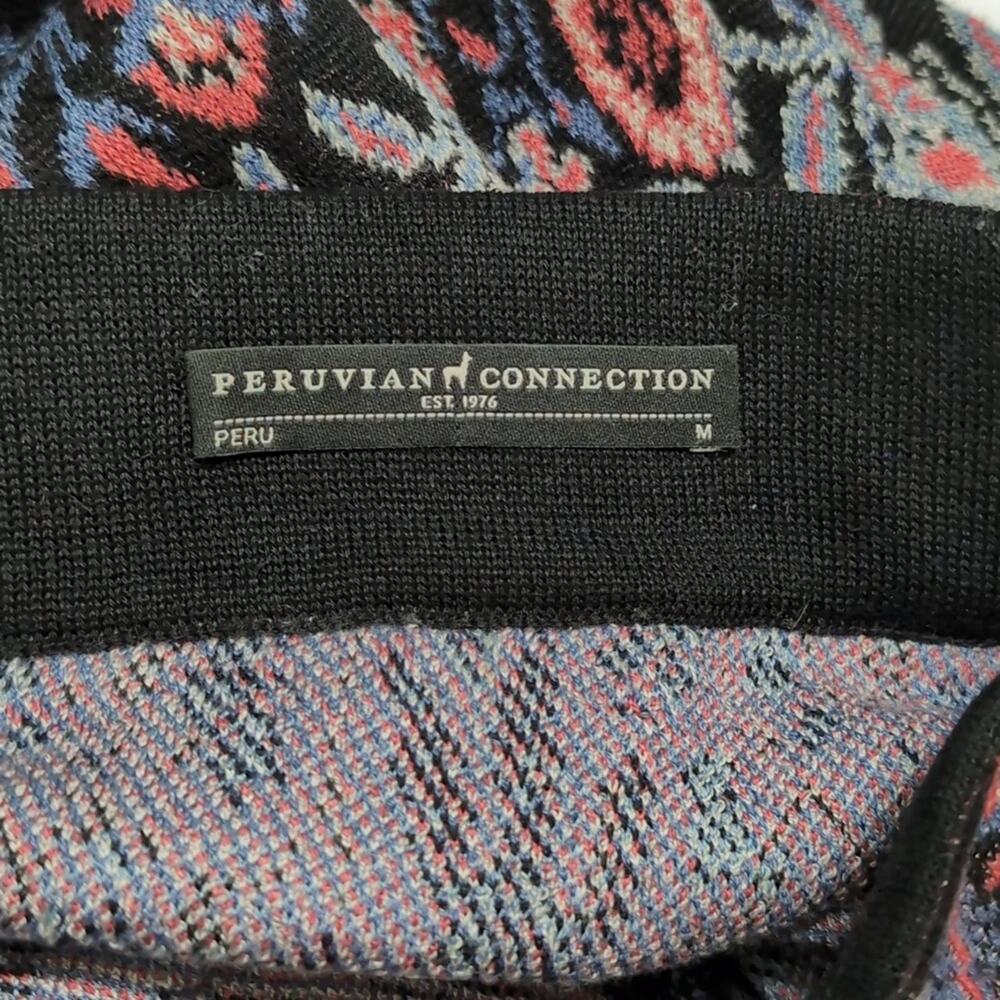 PERUVIAN CONNECTION
EST. 1976
PERU M